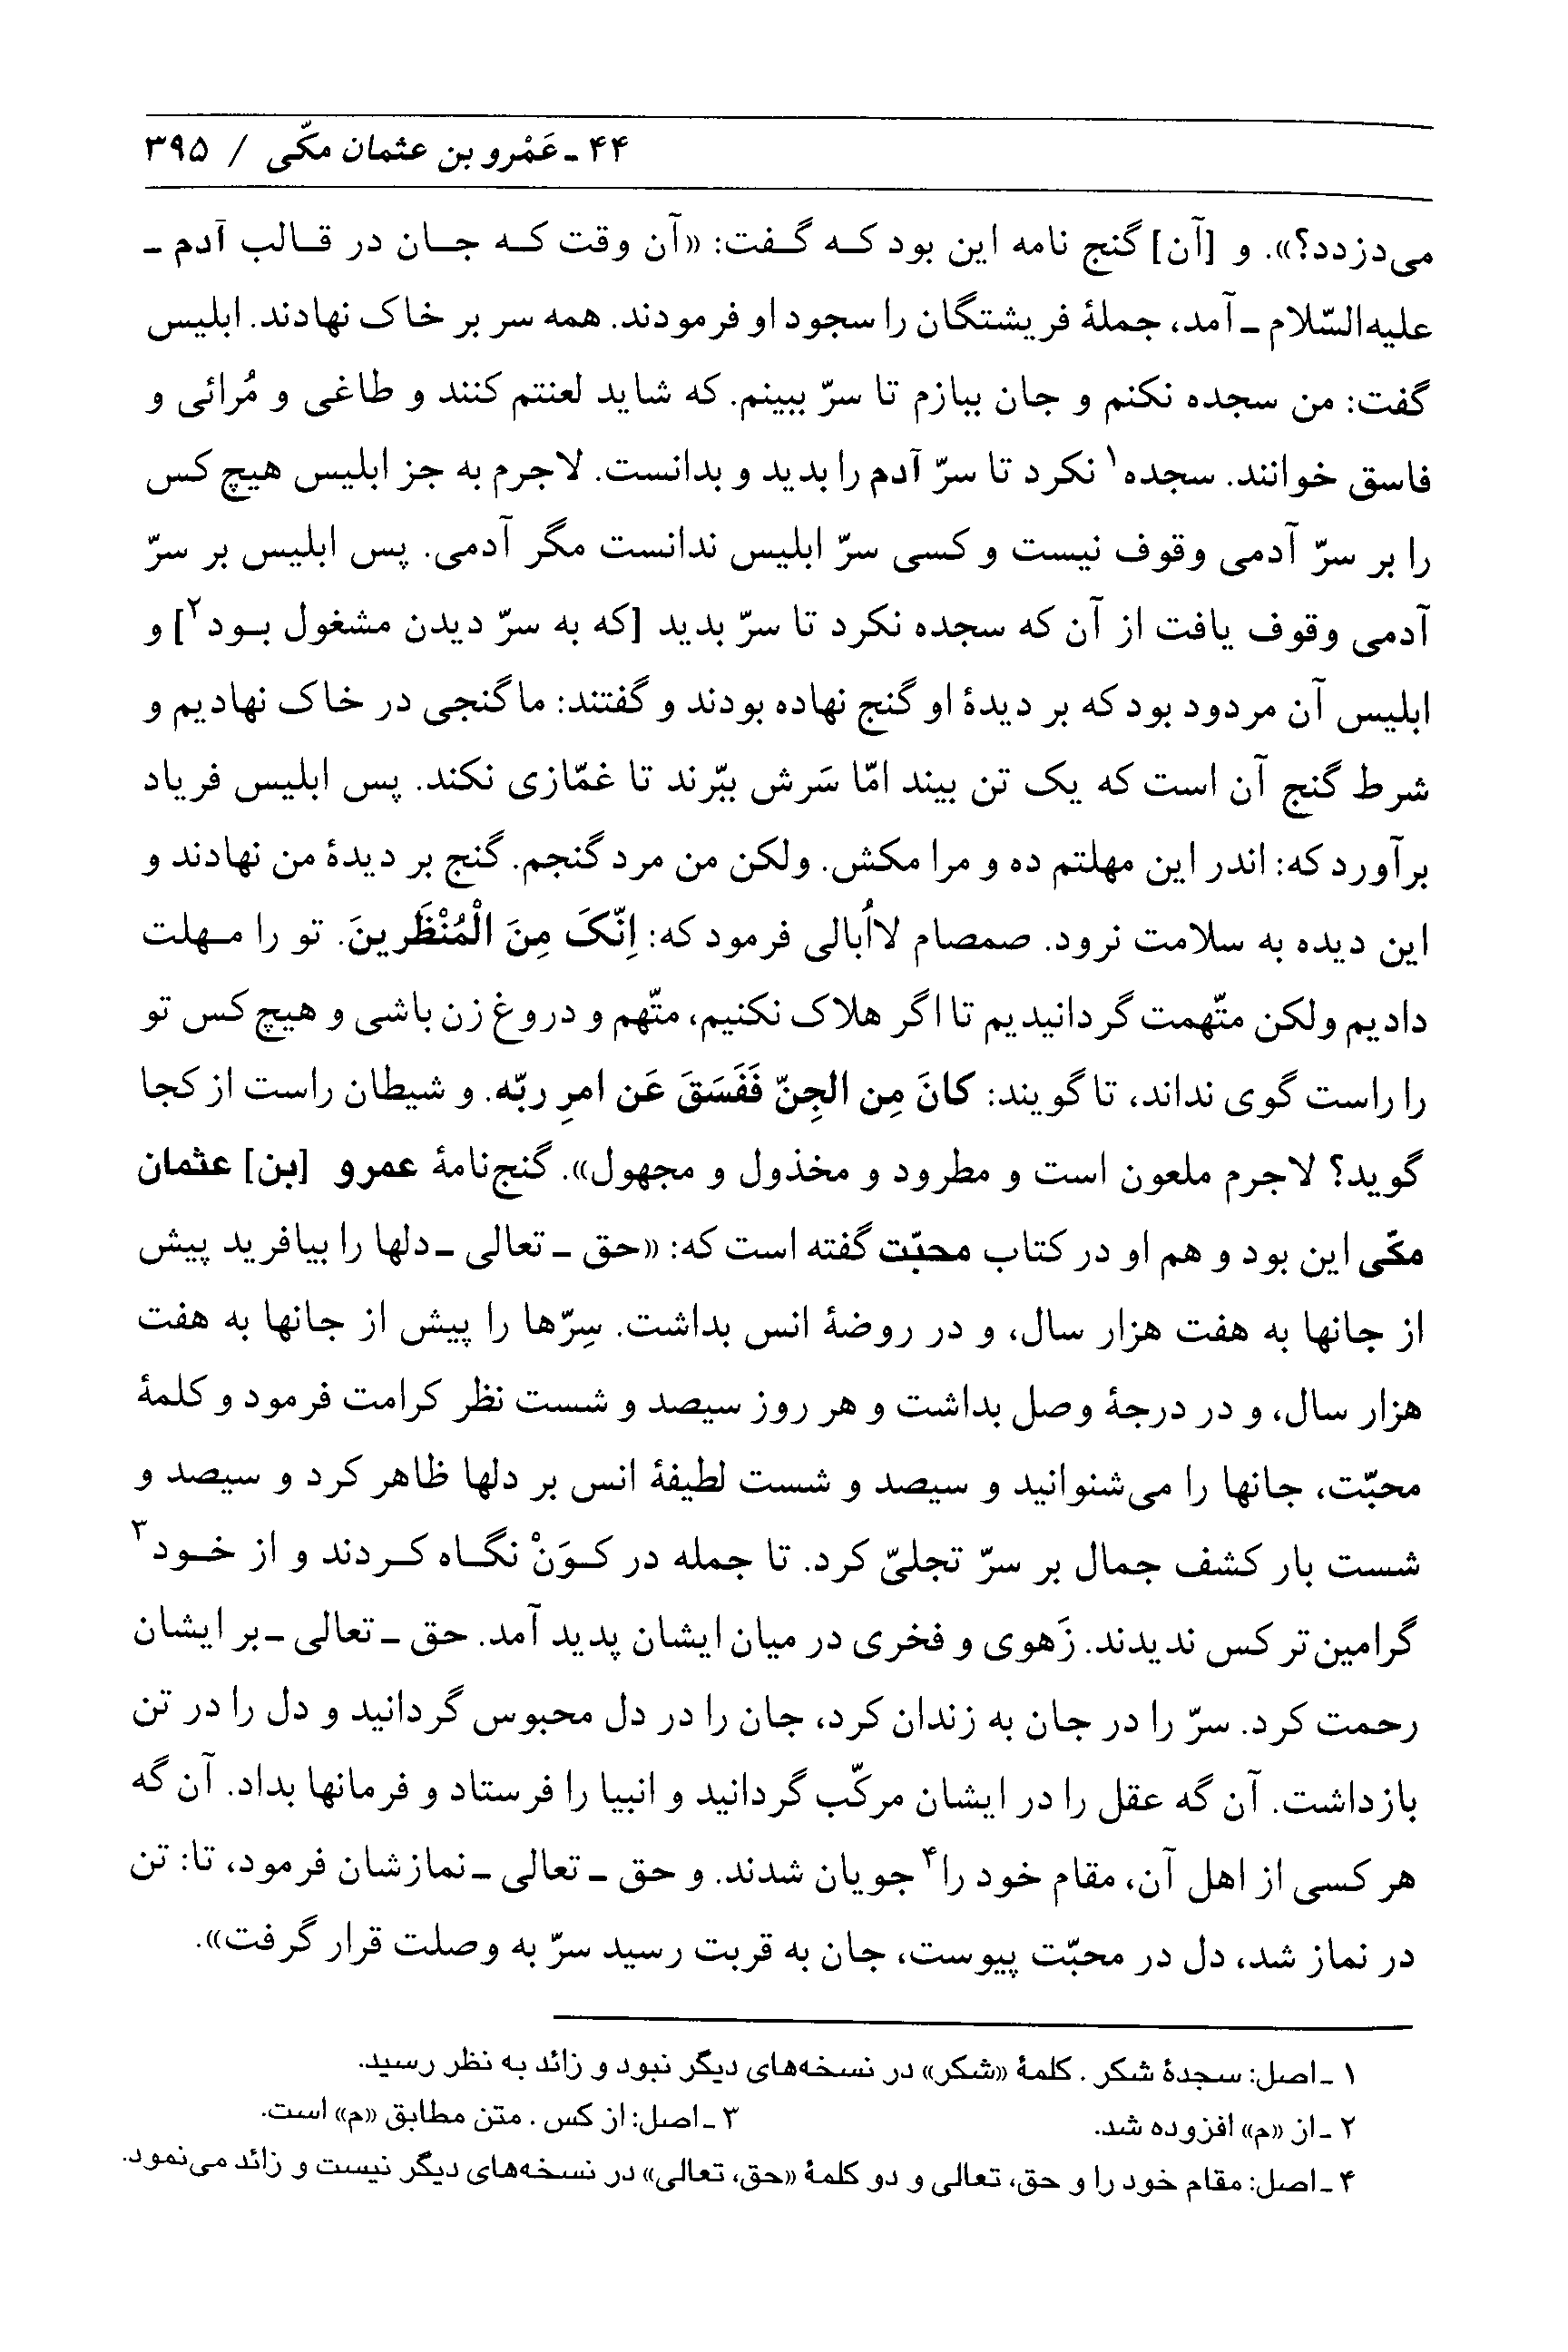 ۴۴ ـ عَمْرو بن عثمان مکّی / ۳۹۵
می‌دزدد؟». و [آن] گنج نامه این بود کـه گـفت: «آن وقت کـه جـان در قـالب آدم ـ
علیه‌السّلام ـ آمد، جملهٔ فریشتگان را سجود او فرمودند. همه سر بر خاک نهادند. ابلیس
گفت: من سجده نکنم و جان ببازم تا سرّ ببینم. که شاید لعنتم کنند و طاغی و مُرائی و
فاسق خوانند. سجده۱ نکرد تا سرّ آدم را بدید و بدانست. لاجرم به جز ابلیس هیچ کس
را بر سرّ آدمی وقوف نیست و کسی سرّ ابلیس ندانست مگر آدمی. پس ابلیس بر سرّ
آدمی وقوف یافت از آن که سجده نکرد تا سرّ بدید [که به سرّ دیدن مشغول بـود۲] و
ابلیس آن مردود بود که بر دیدهٔ او گنج نهاده بودند و گفتند: ما گنجی در خاک نهادیم و
شرط گنج آن است که یک تن بیند امّا سَرش ببّرند تا غمّازی نکند. پس ابلیس فریاد
برآورد که: اندر این مهلتم ده و مرا مکش. ولکن من مرد گنجم. گنج بر دیدهٔ من نهادند و
این دیده به سلامت نرود. صمصام لااُبالی فرمود که: اِنّکَ مِنَ الْمُنْظَرینَ. تو را مـهلت
دادیم ولکن متّهمت گردانیدیم تا اگر هلاک نکنیم، متّهم و دروغ زن باشی و هیچ کس تو
را راست گوی نداند، تا گویند: کانَ مِن الجِنّ فَفَسَقَ عَن امرِ ربّه. و شیطان راست از کجا
گوید؟ لاجرم ملعون است و مطرود و مخذول و مجهول». گنج‌نامهٔ عمرو [بن] عثمان
مکّی این بود و هم او در کتاب محبّت گفته است که: «حق ـ تعالی ـ دلها را بیافرید پیش
از جانها به هفت هزار سال، و در روضهٔ انس بداشت. سِرّها را پیش از جانها به هفت
هزار سال، و در درجهٔ وصل بداشت و هر روز سیصد و شست نظر کرامت فرمود و کلمهٔ
محبّت، جانها را می‌شنوانید و سیصد و شست لطیفهٔ انس بر دلها ظاهر کرد و سیصد و
شست بار کشف جمال بر سرّ تجلیّ کرد. تا جمله در کـوَنْ نگـاه کـردند و از خـود۳
گرامین‌تر کس ندیدند. زَهوی و فخری در میان ایشان پدید آمد. حق ـ تعالی ـ بر ایشان
رحمت کرد. سرّ را در جان به زندان کرد، جان را در دل محبوس گردانید و دل را در تن
بازداشت. آن گه عقل را در ایشان مرکّب گردانید و انبیا را فرستاد و فرمانها بداد. آن گه
هر کسی از اهل آن، مقام خود را۴ جویان شدند. و حق ـ تعالی ـ نمازشان فرمود، تا: تن
در نماز شد، دل در محبّت پیوست، جان به قربت رسید سرّ به وصلت قرار گرفت».
۱ ـ اصل: سجدهٔ شکر . کلمهٔ «شکر» در نسخه‌های دیگر نبود و زائد به نظر رسید.
۲ ـ از «م» افزوده شد. ۳ ـ اصل: از کس . متن مطابق «م» است.
۴ ـ اصل: مقام خود را و حق، تعالی و دو کلمهٔ «حق، تعالی» در نسخه‌های دیگر نیست و زائد می‌نمود.